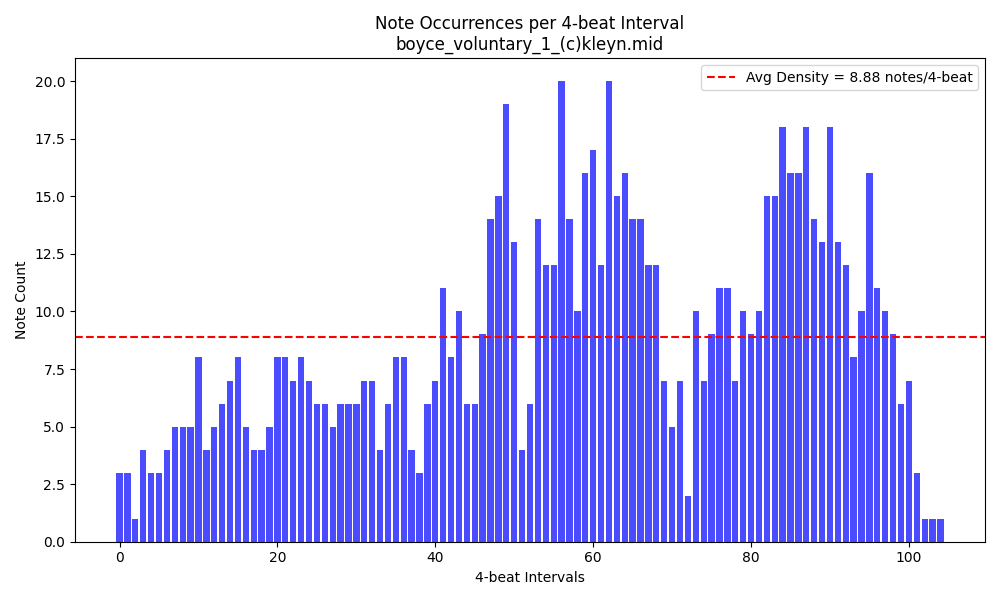 Note Occurrences per 4-beat Interval
boyce_voluntary_1_(c)kleyn.mid
Avg Density = 8.88 notes/4-beat
20.0
17.5
15.0
12.5
10.0
7.5
5.0
2.5
0.0
Note Count
0 20 40 60 80 100
4-beat Intervals